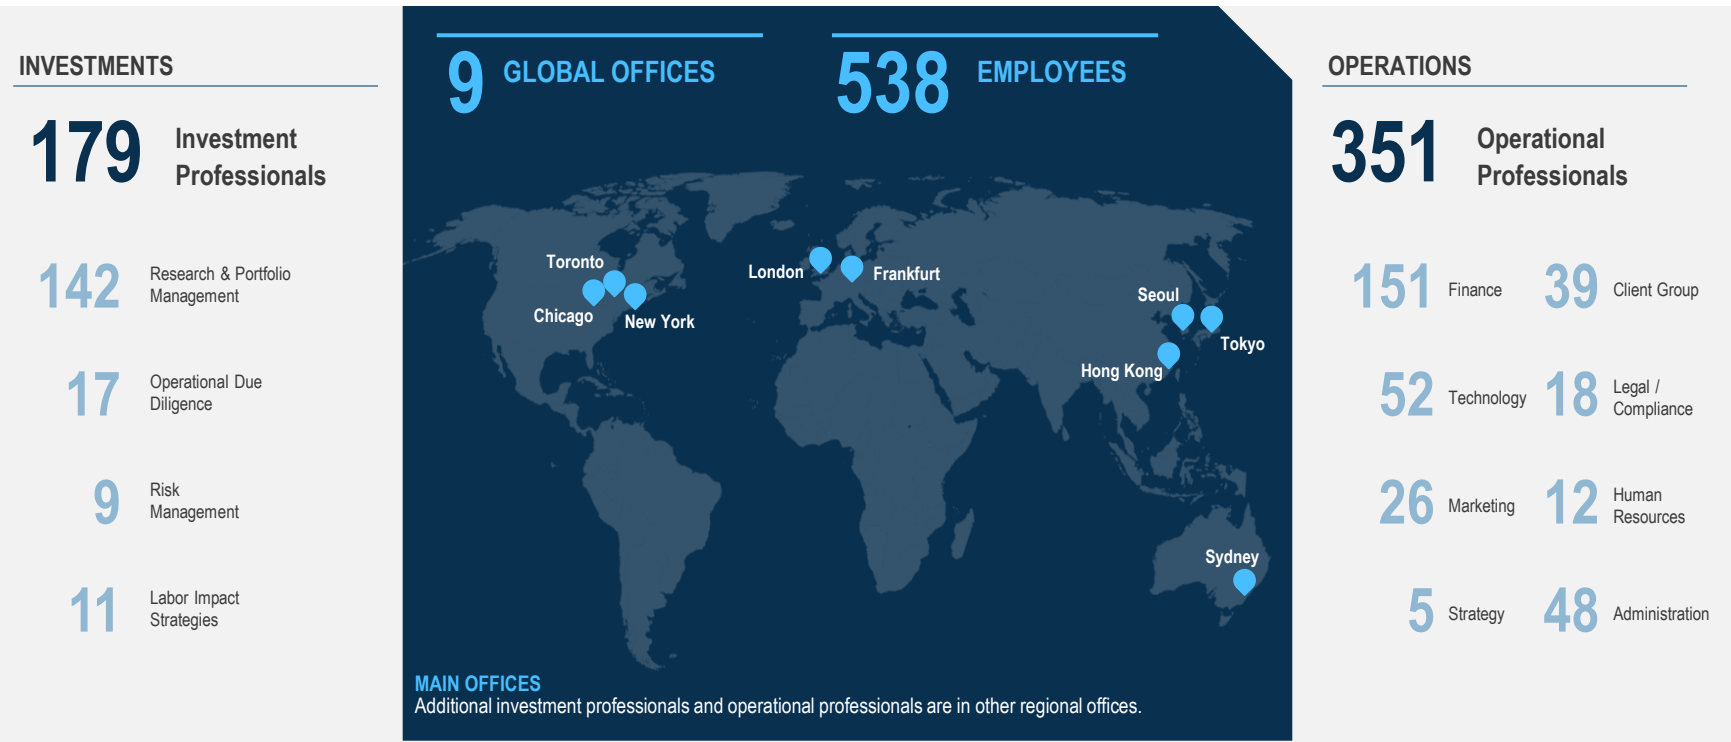 INVESTMENTS
179
Investment
Professionals
142
Research & Portfolio
Management
17
Operational Due
Diligence
9
Risk
Management
11
Labor Impact
Strategies
9 GLOBAL OFFICES
538 EMPLOYEES
Toronto
Chicago
New York
London
Frankfurt
Seoul
Tokyo
Hong Kong
Sydney
MAIN OFFICES
Additional investment professionals and operational professionals are in other regional offices.
OPERATIONS
351
Operational
Professionals
151 Finance
39 Client Group
52 Technology
18
Legal /
Compliance
26 Marketing
12
Human
Resources
5 Strategy
48 Administration